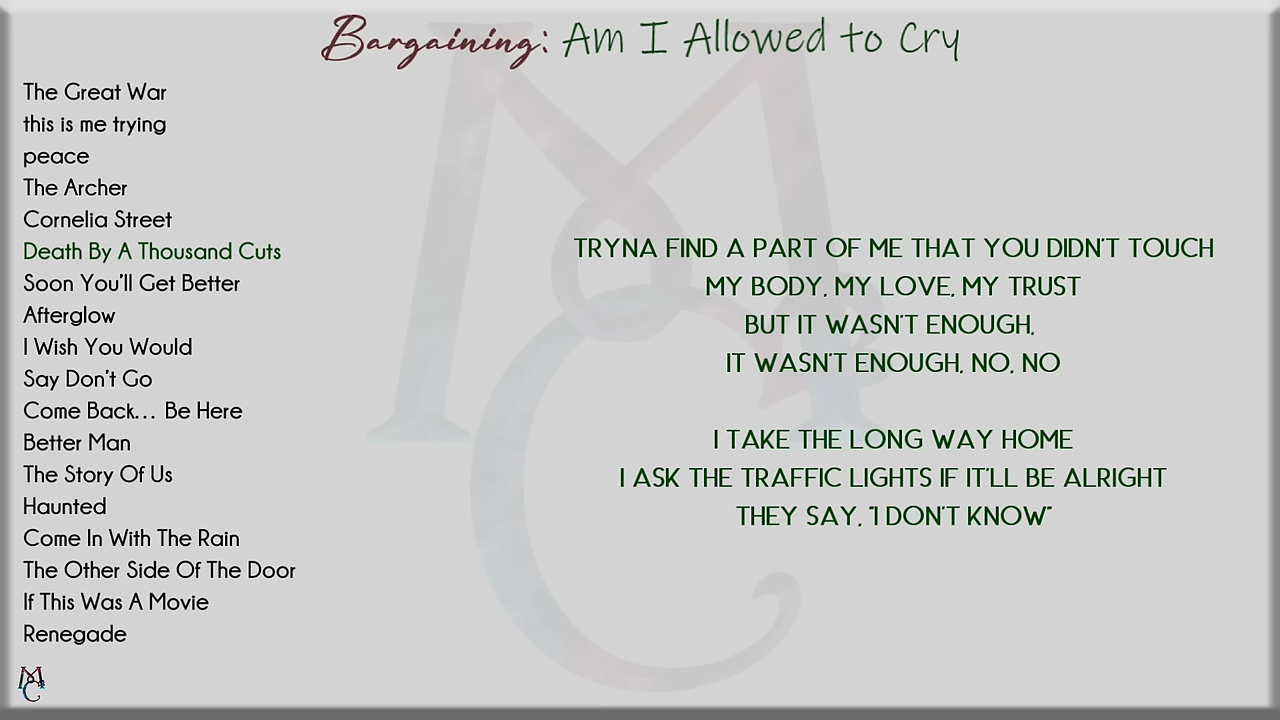 Bargaining: Am I Allowed to Cry
The Great War
this is me trying
peace
The Archer
Cornelia Street
Death By A Thousand Cuts
Soon You'll Get Better
Afterglow
I Wish You Would
Say Don't Go
Come Back... Be Here
Better Man
The Story Of Us
Haunted
Come In With The Rain
The Other Side Of The Door
If This Was A Movie
Renegade
TRYNA FIND A PART OF ME THAT YOU DIDN'T TOUCH
MY BODY, MY LOVE, MY TRUST
BUT IT WASN'T ENOUGH,
IT WASN'T ENOUGH, NO, NO
I TAKE THE LONG WAY HOME
I ASK THE TRAFFIC LIGHTS IF IT'LL BE ALRIGHT
THEY SAY, "I DON'T KNOW"
MC